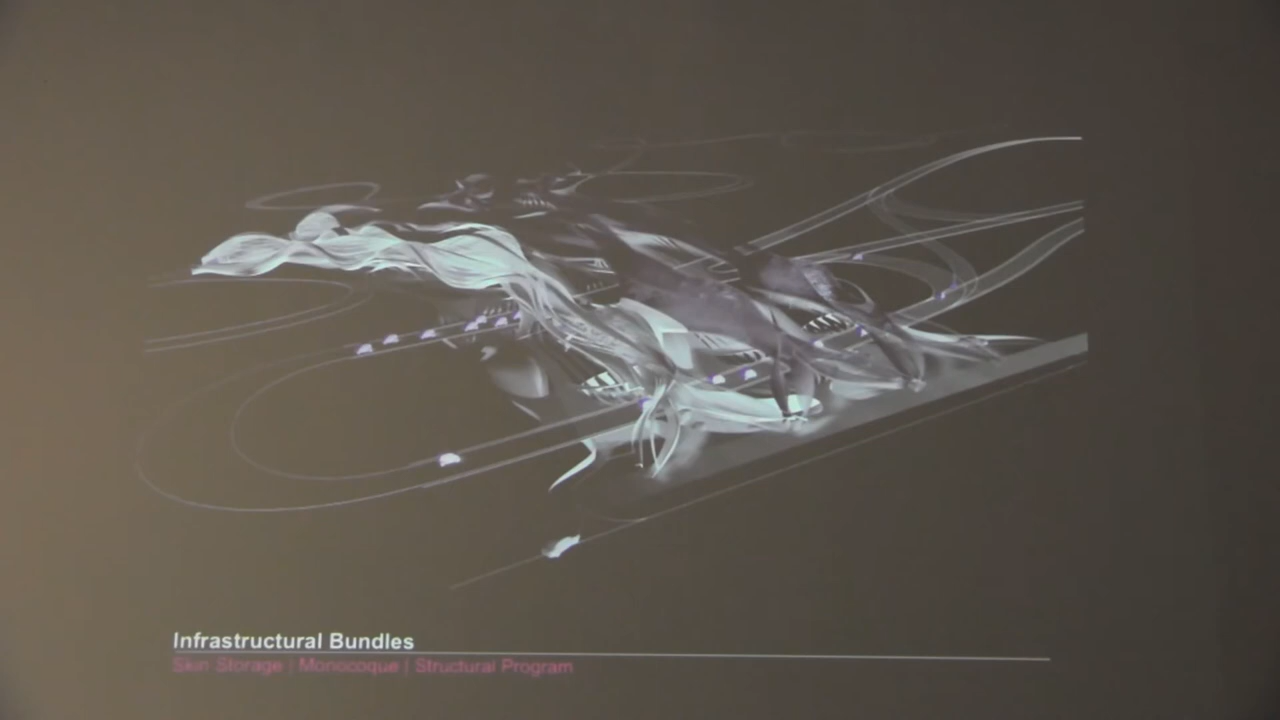 Infrastructural Bundles
Skin Storage | Monocoque | Structural Program